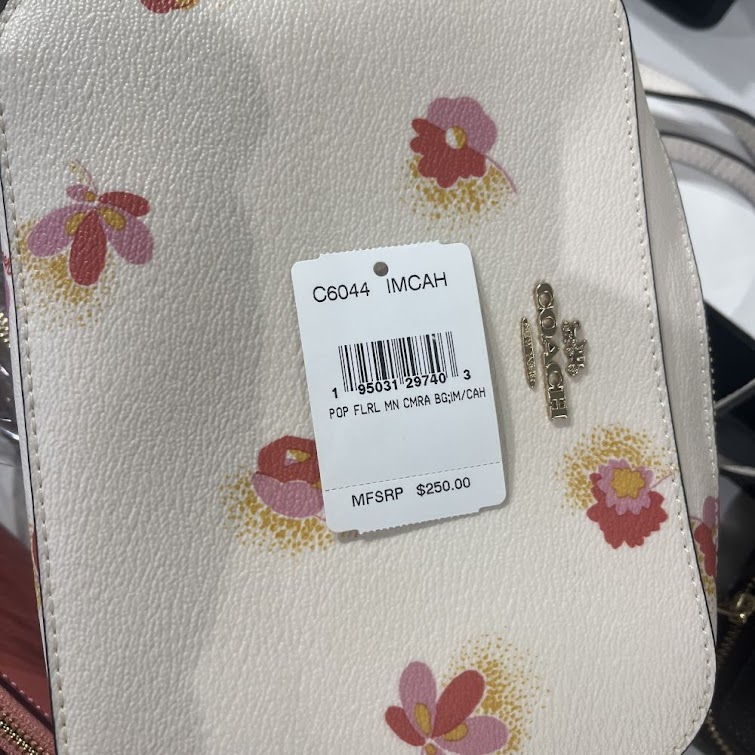 C6044 IMCAH
1 95031 29740 3
POP FLRL MN CMRA BG;IM/CAH
MFSRP $250.00
COACH